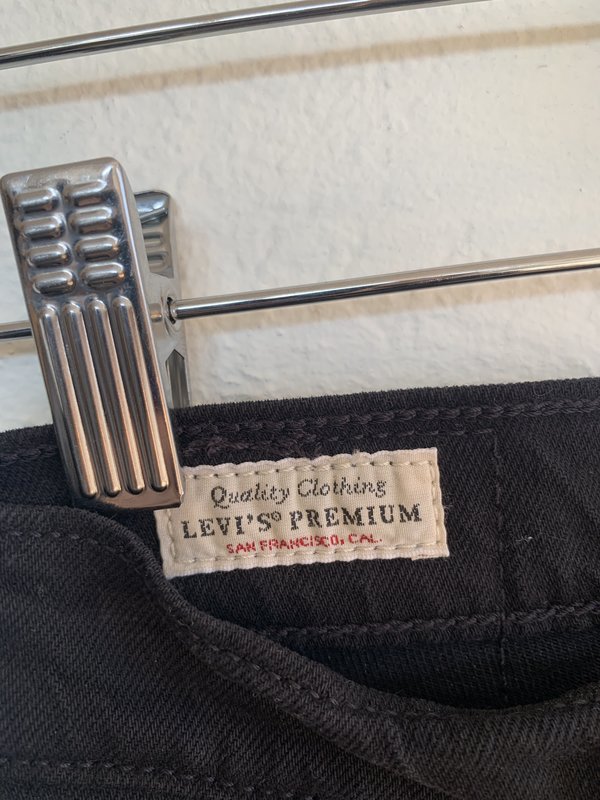 Quality Clothing
LEVI'S® PREMIUM
SAN FRANCISCO, CAL.